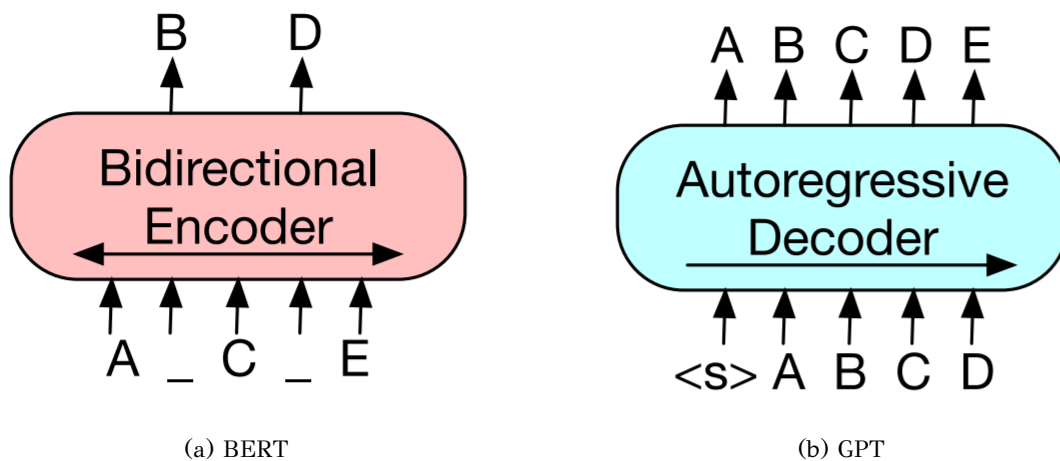 B D
Bidirectional
Encoder
A _ C _ E
(a) BERT
A B C D E
Autoregressive
Decoder
<s> A B C D
(b) GPT